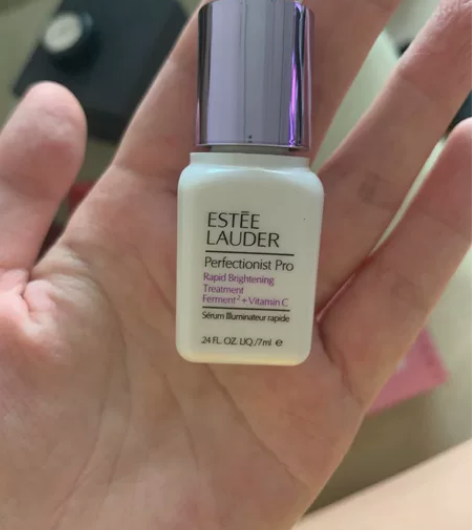 ESTĒE
LAUDER
Perfectionist Pro
Rapid Brightening
Treatment
Ferment² + Vitamin C
Sérum Illuminateur rapide
.24 FL. OZ. LIQ./7ml ℮